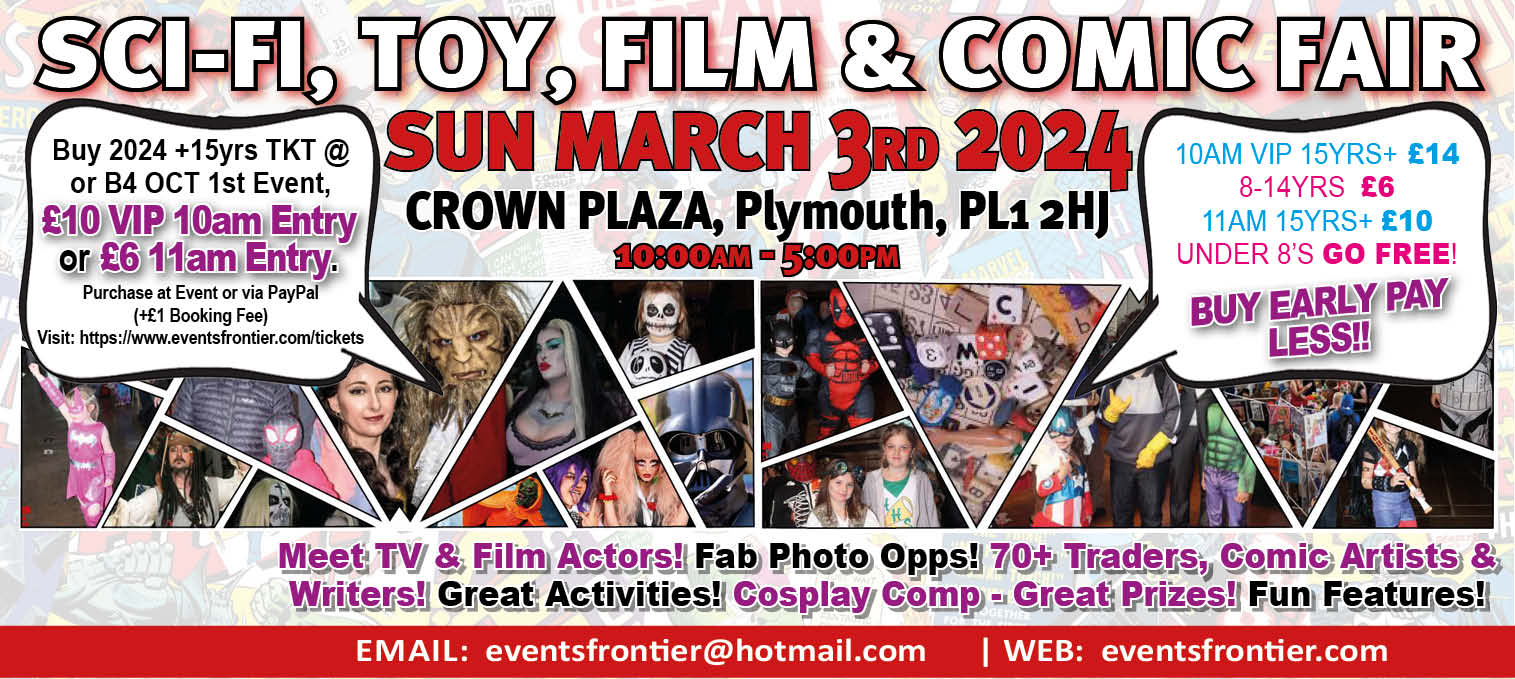 SCI-FI, TOY, FILM & COMIC FAIR
SUN MARCH 3RD 2024
CROWN PLAZA, Plymouth, PL1 2HJ
10:00AM - 5:00PM
Buy 2024 +15yrs TKT @
or B4 OCT 1st Event,
£10 VIP 10am Entry
or £6 11am Entry.
Purchase at Event or via PayPal
(+£1 Booking Fee)
Visit: https://www.eventsfrontier.com/tickets
10AM VIP 15YRS+ £14
8-14YRS £6
11AM 15YRS+ £10
UNDER 8'S GO FREE!
BUY EARLY PAY
LESS!!
Meet TV & Film Actors! Fab Photo Opps! 70+ Traders, Comic Artists &
Writers! Great Activities! Cosplay Comp - Great Prizes! Fun Features!
EMAIL: eventsfrontier@hotmail.com | WEB: eventsfrontier.com